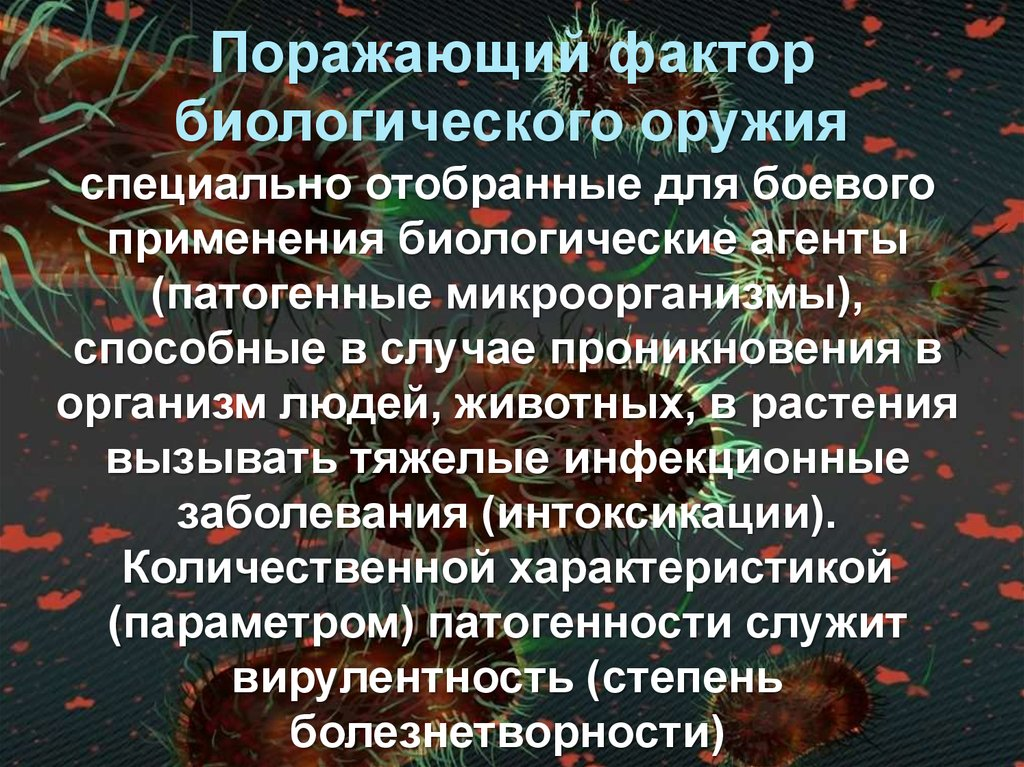 Поражающий фактор
биологического оружия
специально отобранные для боевого
применения биологические агенты
(патогенные микроорганизмы),
способные в случае проникновения в
организм людей, животных, в растения
вызывать тяжелые инфекционные
заболевания (интоксикации).
Количественной характеристикой
(параметром) патогенности служит
вирулентность (степень
болезнетворности)